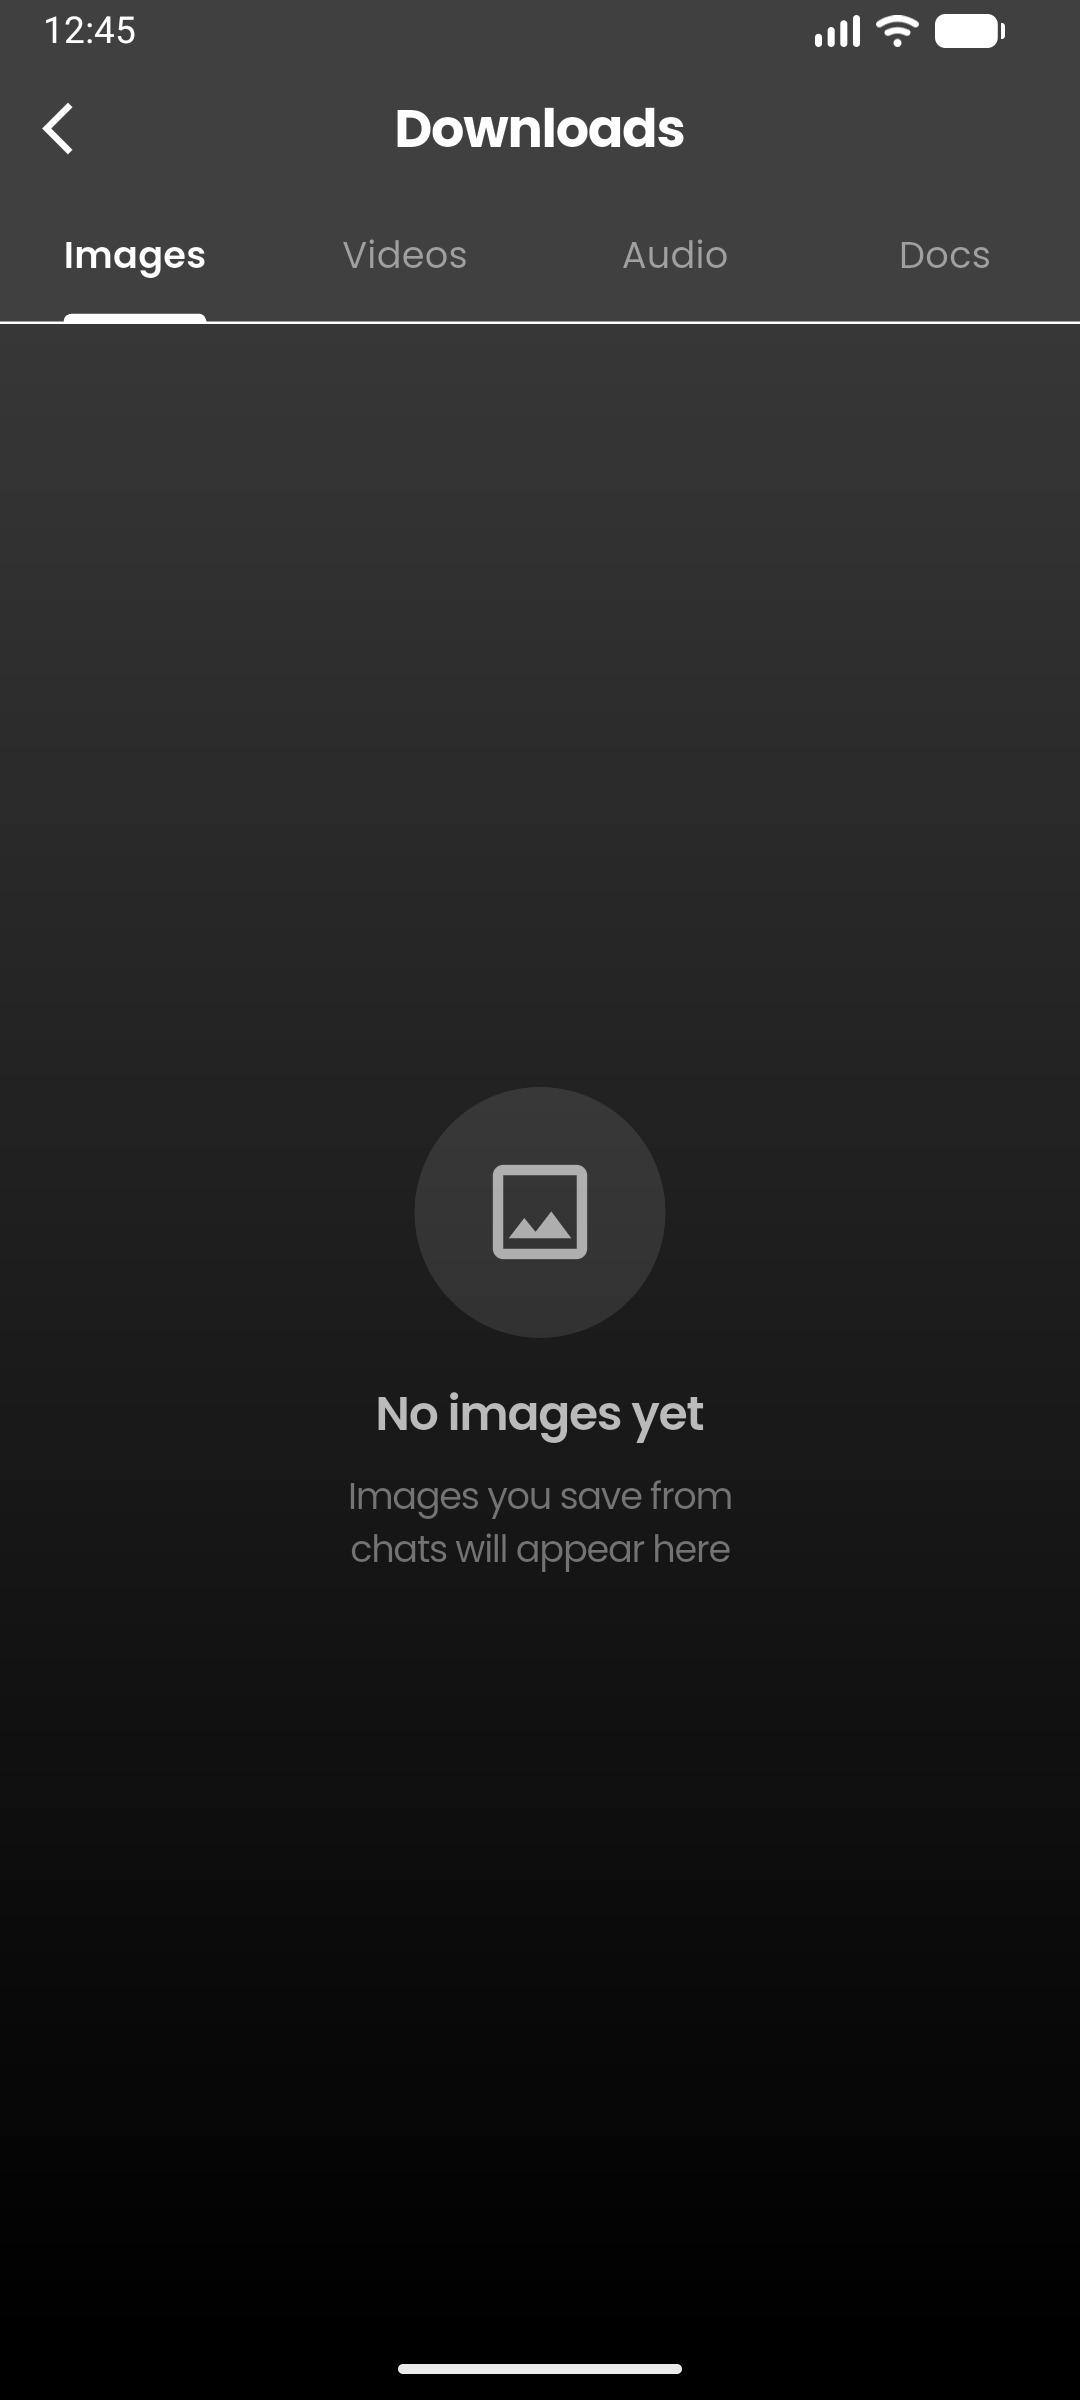 12:45
Downloads
Images
Videos
Audio
Docs
No images yet
Images you save from
chats will appear here